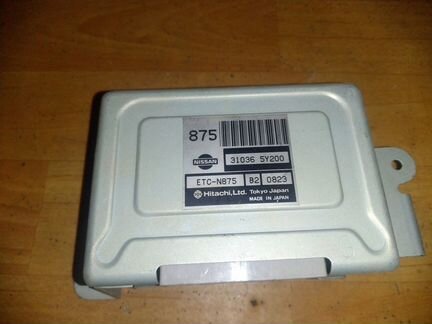 875
NISSAN 31036 5Y200
ETC-N875 B2 0823
Hitachi,Ltd. Tokyo Japan
MADE IN JAPAN